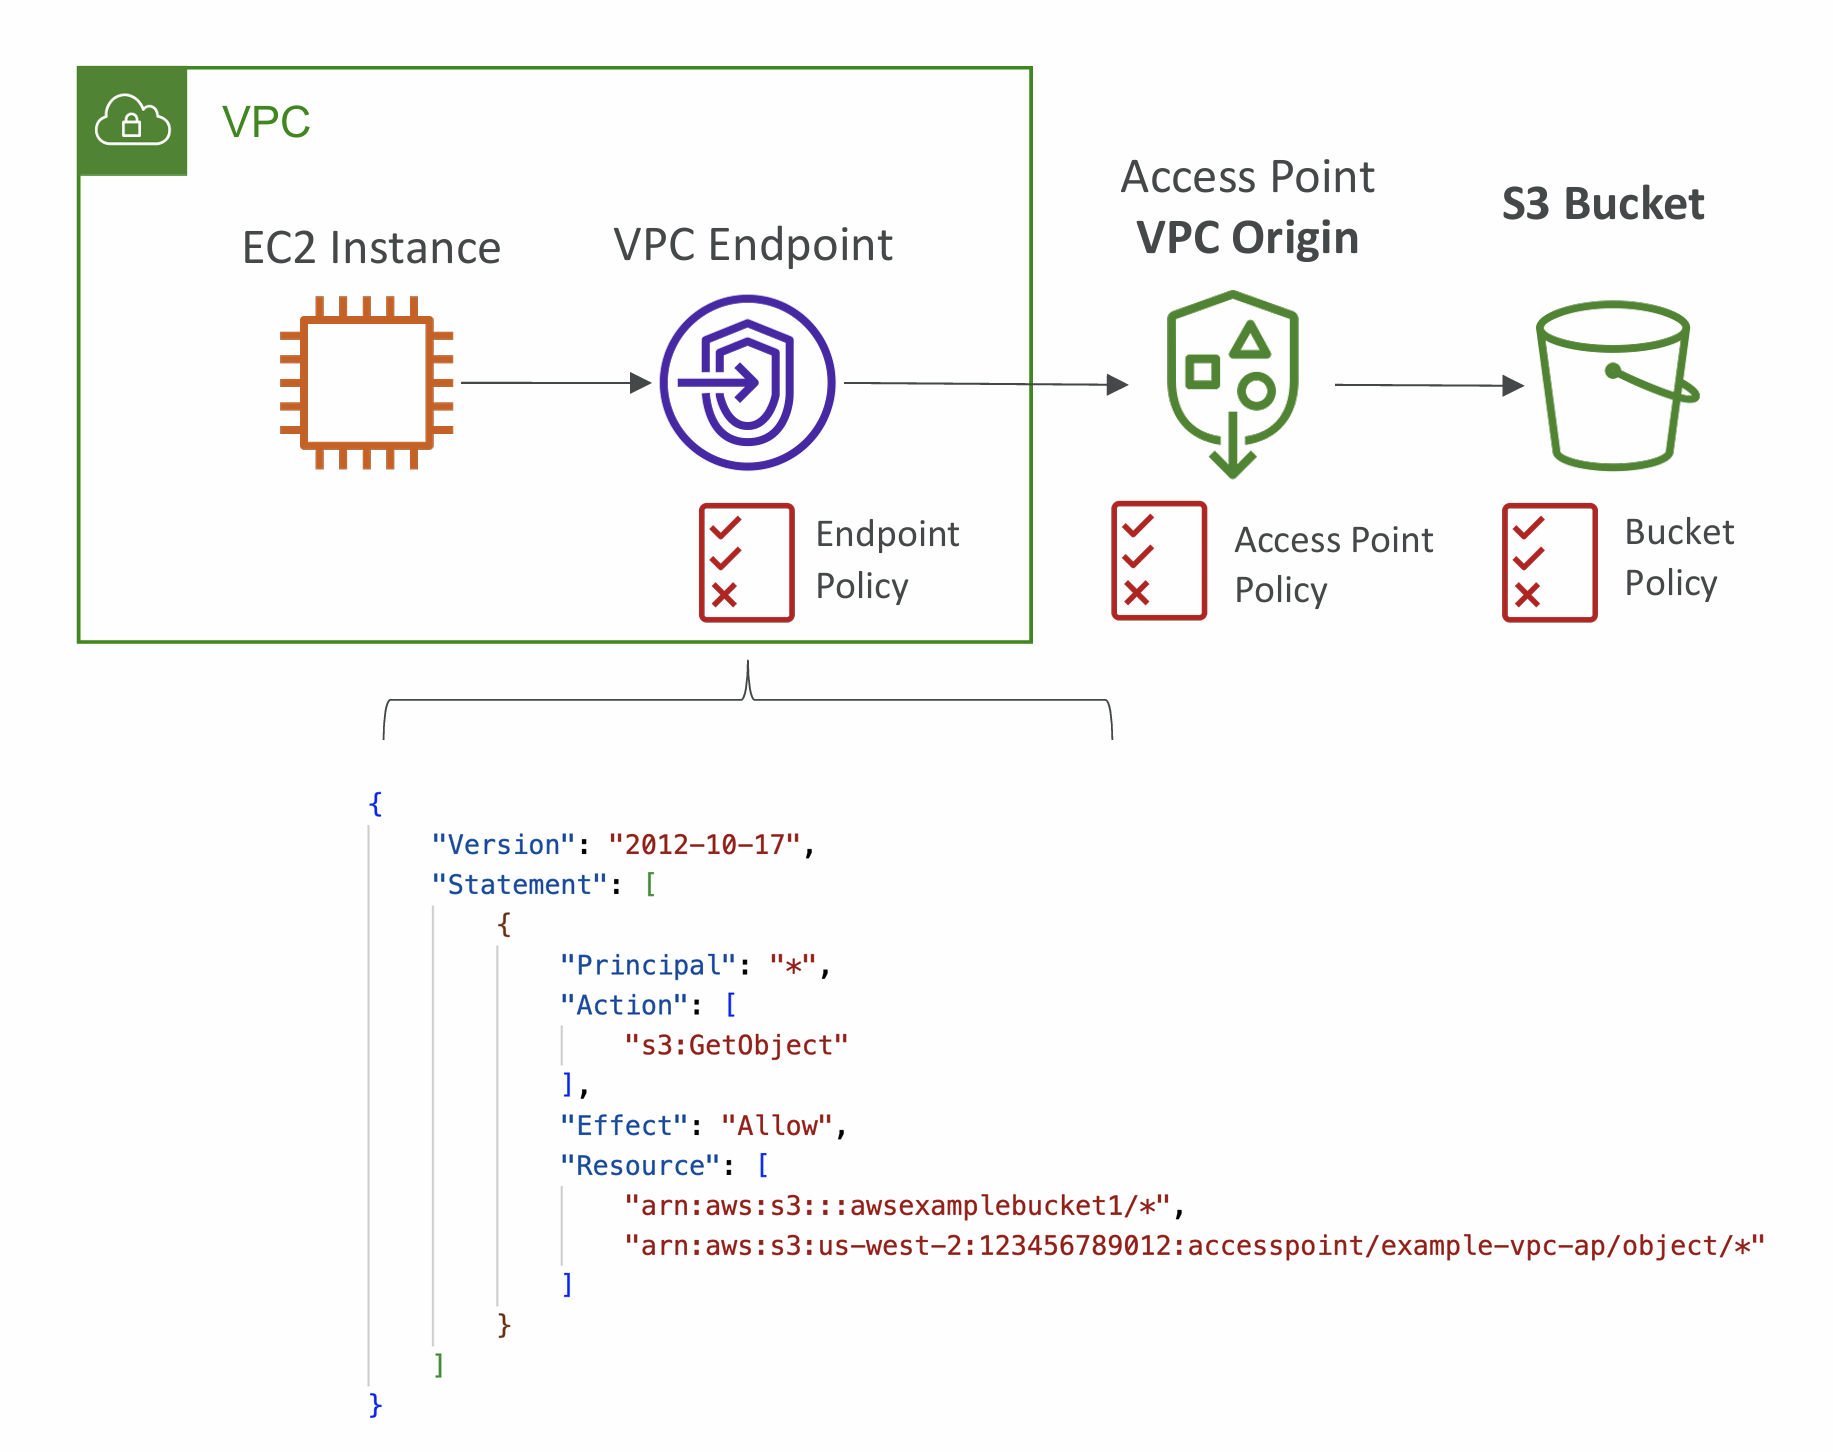 VPC
EC2 Instance
VPC Endpoint
Access Point
VPC Origin
S3 Bucket
Endpoint
Policy
Access Point
Policy
Bucket
Policy
{
"Version": "2012-10-17",
"Statement": [
{
"Principal": "*",
"Action": [
"s3:GetObject"
],
"Effect": "Allow",
"Resource": [
"arn:aws:s3:::awsexamplebucket1/*",
"arn:aws:s3:us-west-2:123456789012:accesspoint/example-vpc-ap/object/*"
]
}
]
}